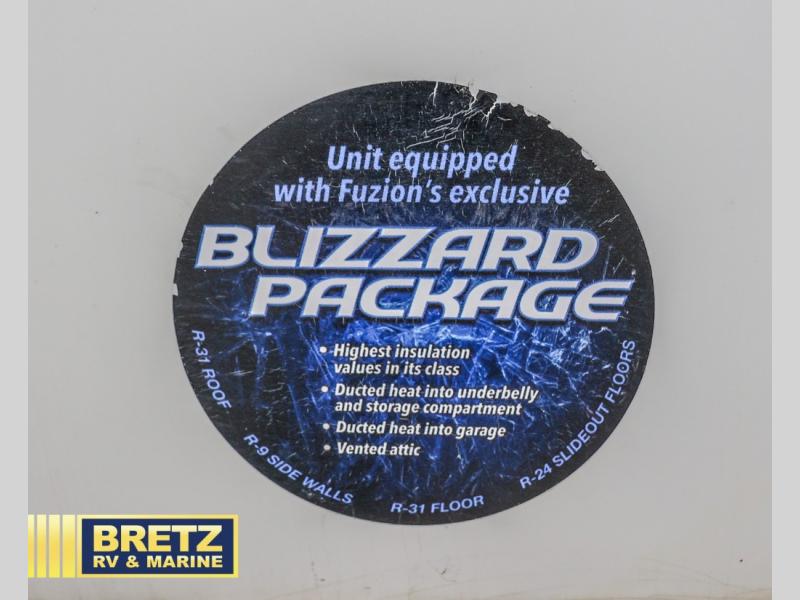 Unit equipped
with Fuzion's exclusive
BLIZZARD
PACKAGE
• Highest insulation
values in its class
• Ducted heat into underbelly
and storage compartment
• Ducted heat into garage
• Vented attic
R-31 ROOF
R-9 SIDE WALLS
R-31 FLOOR
R-24 SLIDEOUT FLOORS
BRETZ
RV & MARINE